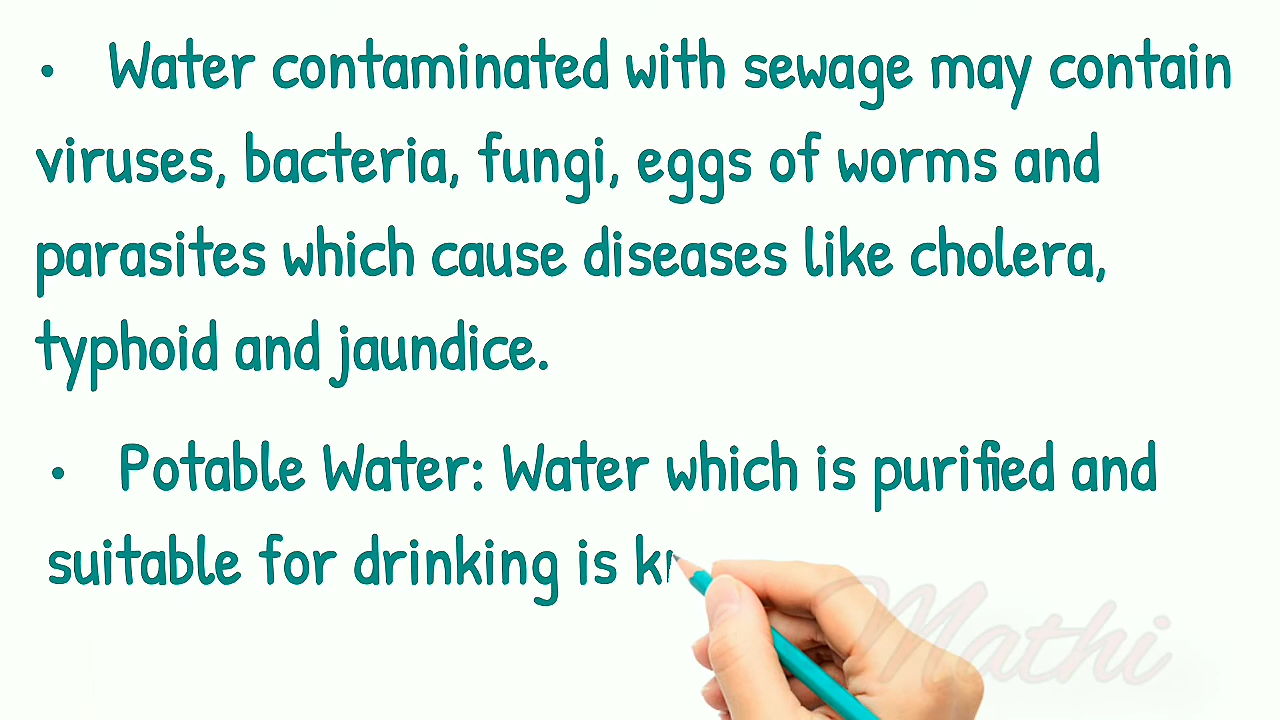 • Water contaminated with sewage may contain
viruses, bacteria, fungi, eggs of worms and
parasites which cause diseases like cholera,
typhoid and jaundice.
• Potable Water: Water which is purified and
suitable for drinking is
Mathi